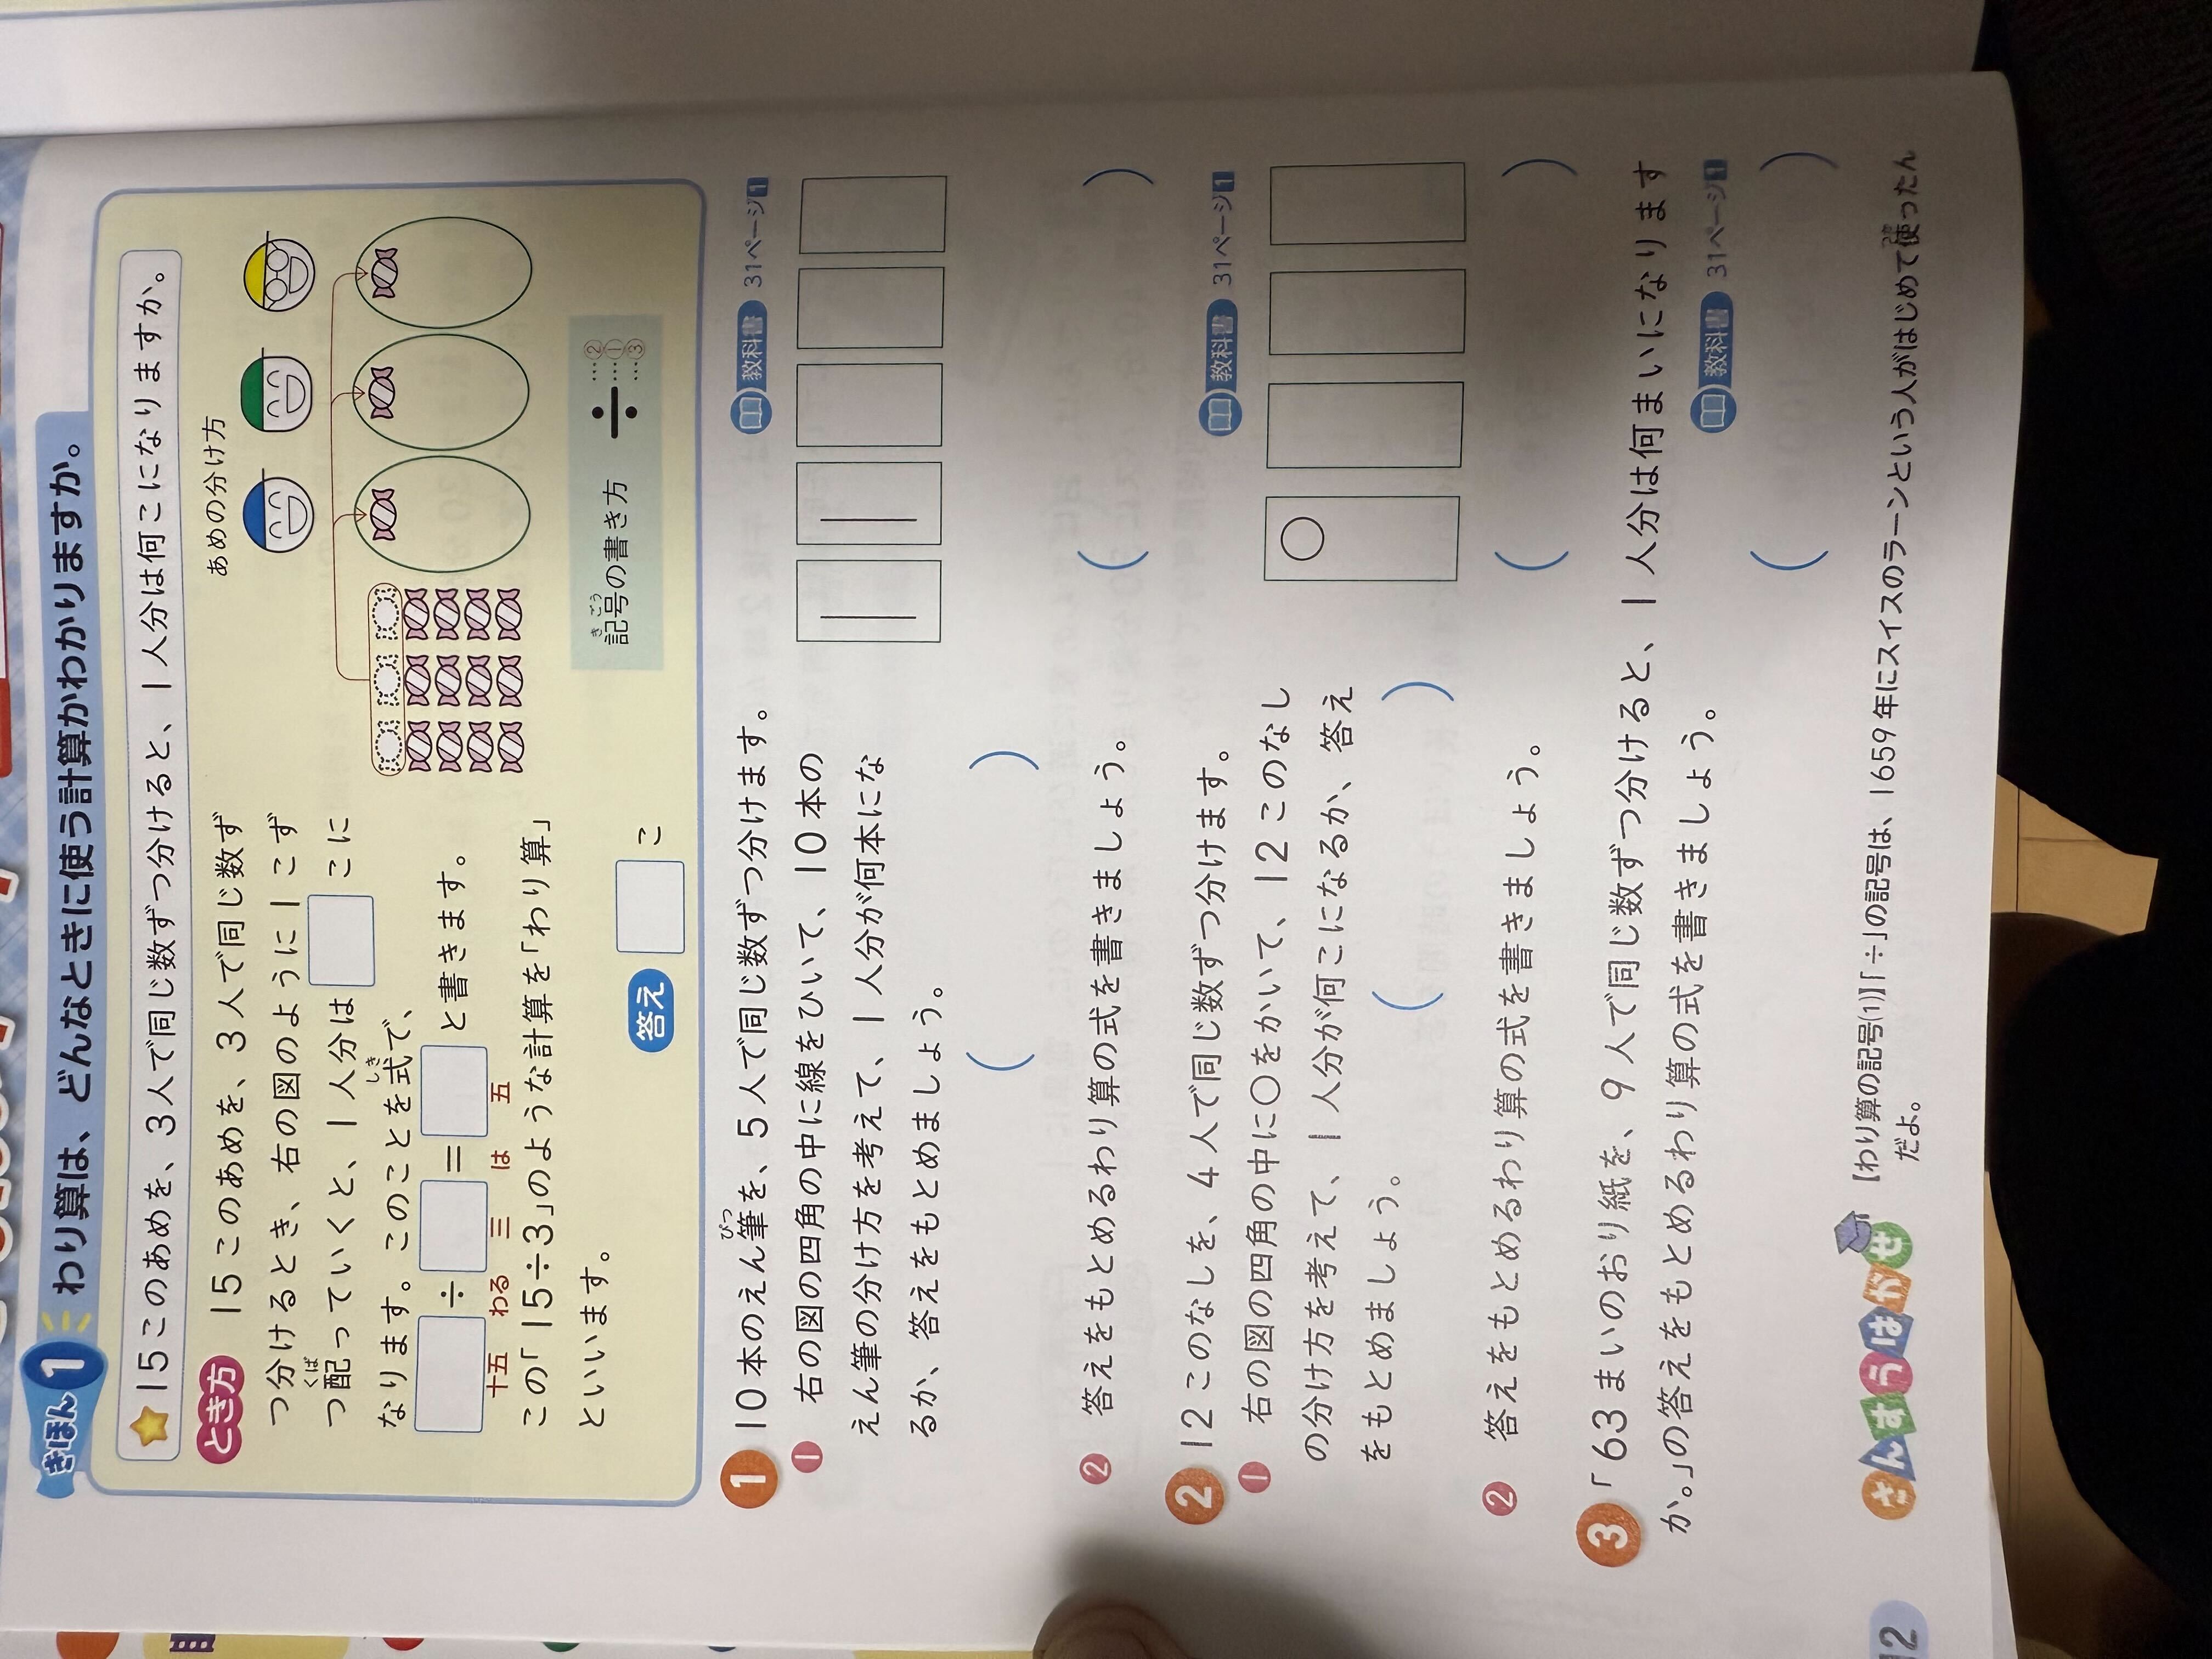 きほん 1 わり算は、どんなときに使う計算かわかりますか。
15このあめを、3人で同じ数ずつ分けると、1人分は何こになりますか。
とき方 15このあめを、3人で同じ数ず
つ分けるとき、右の図のように1こず
つ配っていくと、1人分は□こに
くば
なります。このことを式で、
しき
□÷□=□と書きます。
十五 わる 三 は 五
この「15÷3」のような計算を「わり算」
といいます。
答え □こ
あめの分け方
記号の書き方 ÷ …②
きごう
…①
…③
1 10本のえん筆を、5人で同じ数ずつ分けます。
ぴつ
教科書 31ページ1
1 右の図の四角の中に線をひいて、10本の
えん筆の分け方を考えて、1人分が何本にな
るか、答えをもとめましょう。
( )
2 答えをもとめるわり算の式を書きましょう。
( )
2 12このなしを、4人で同じ数ずつ分けます。
教科書 31ページ1
1 右の図の四角の中に○をかいて、12このなし
の分け方を考えて、1人分が何こになるか、答え
をもとめましょう。
( )
2 答えをもとめるわり算の式を書きましょう。
( )
3 「63まいのおり紙を、9人で同じ数ずつ分けると、1人分は何まいになります
か。」の答えをもとめるわり算の式を書きましょう。
教科書 31ページ1
( )
さんすうはかせ 【わり算の記号(1)】「÷」の記号は、1659年にスイスのラーンという人がはじめて使ったん
つか
だよ。